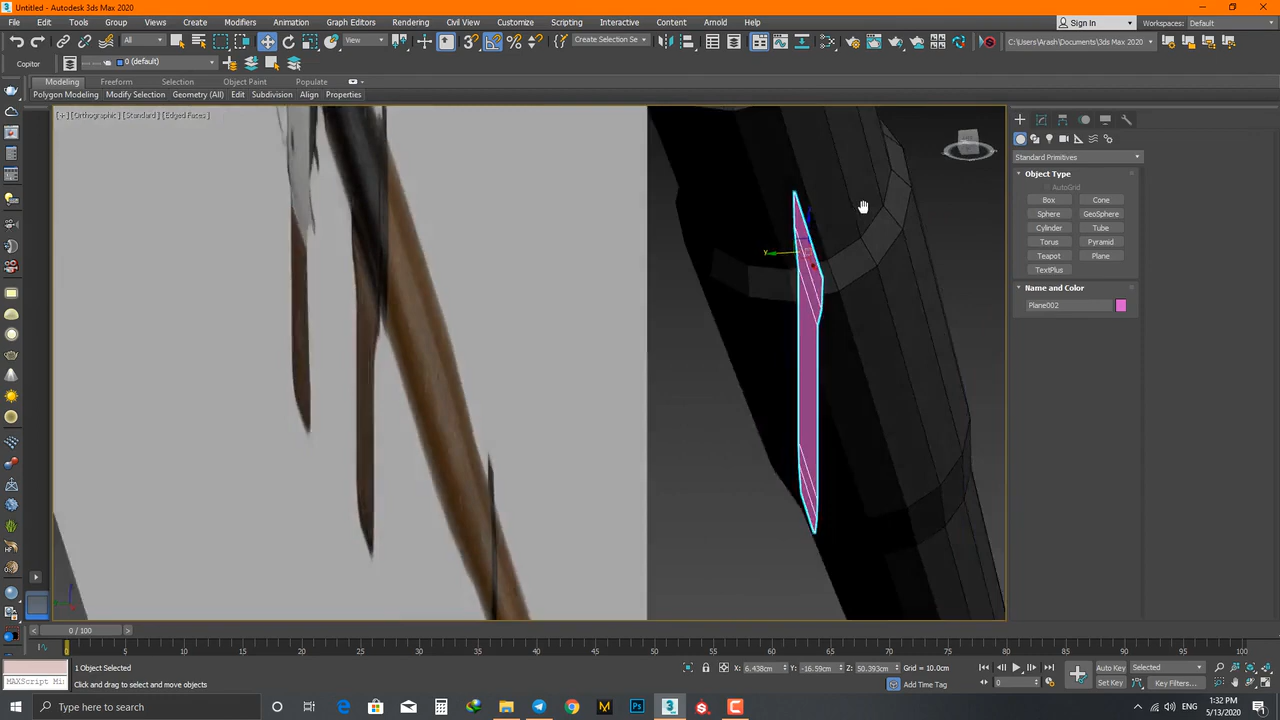 Untitled - Autodesk 3ds Max 2020
File Edit Tools Group Views Create Modifiers Animation Graph Editors Rendering Civil View Customize Scripting Interactive Content Arnold Help
Sign In Workspaces: Default
All View Create Selection Se C:\Users\Arash\Documents\3ds Max 2020
Copitor 0 (default)
Modeling Freeform Selection Object Paint Populate
Polygon Modeling Modify Selection Geometry (All) Edit Subdivision Align Properties
[+] [Orthographic] [Standard] [Edged Faces]
Standard Primitives
Object Type
AutoGrid
Box Cone
Sphere GeoSphere
Cylinder Tube
Torus Pyramid
Teapot Plane
TextPlus
Name and Color
Plane002
y
0 / 100
0 5 10 15 20 25 30 35 40 45 50 55 60 65 70 75 80 85 90 95 100
1 Object Selected
X: 6.438cm Y: -16.59cm Z: 50.393cm Grid = 10.0cm
Auto Key Selected
MAXScript Mi
Click and drag to select and move objects
Add Time Tag
0
Set Key Key Filters...
Type here to search
ENG
1:32 PM
5/13/2020